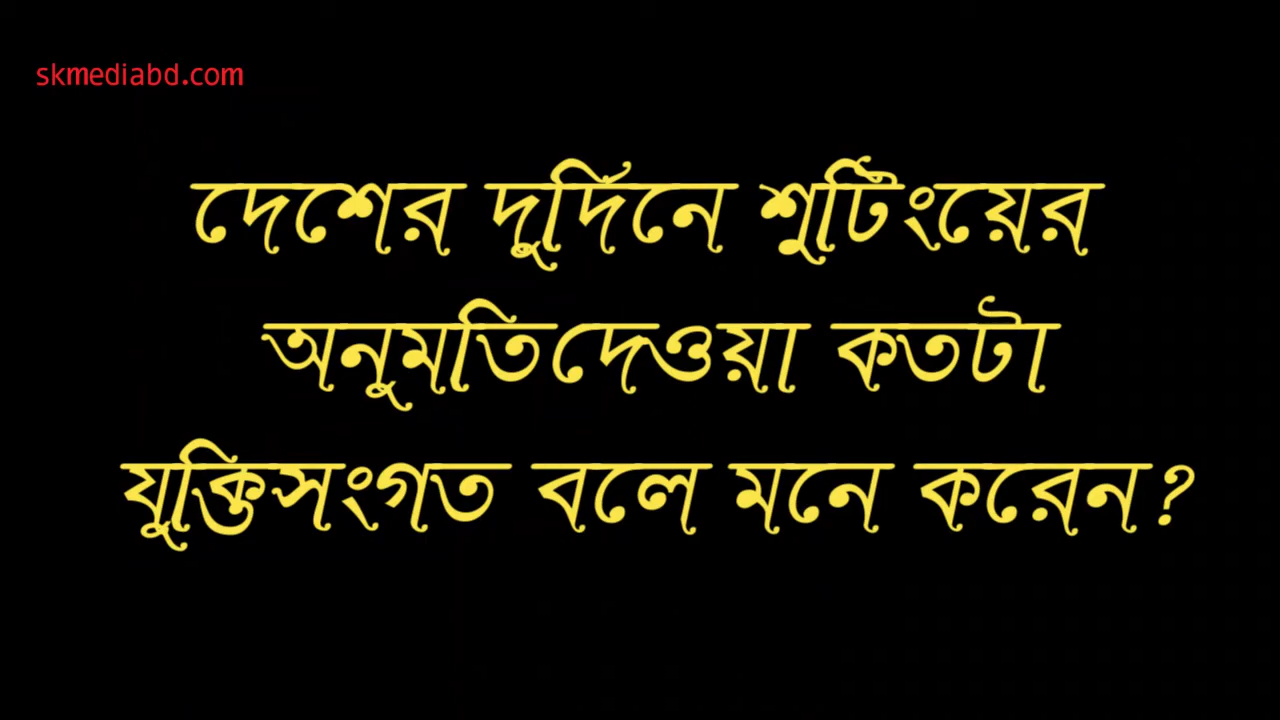 skmediabd.com
দেশের দুর্দিনে শুটিংয়ের
অনুমতিদেওয়া কতটা
যুক্তিসংগত বলে মনে করেন?